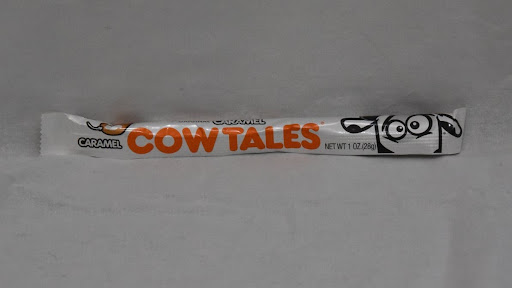 CARAMEL
CARAMEL
COW TALES
NET WT 1 OZ.(28g)